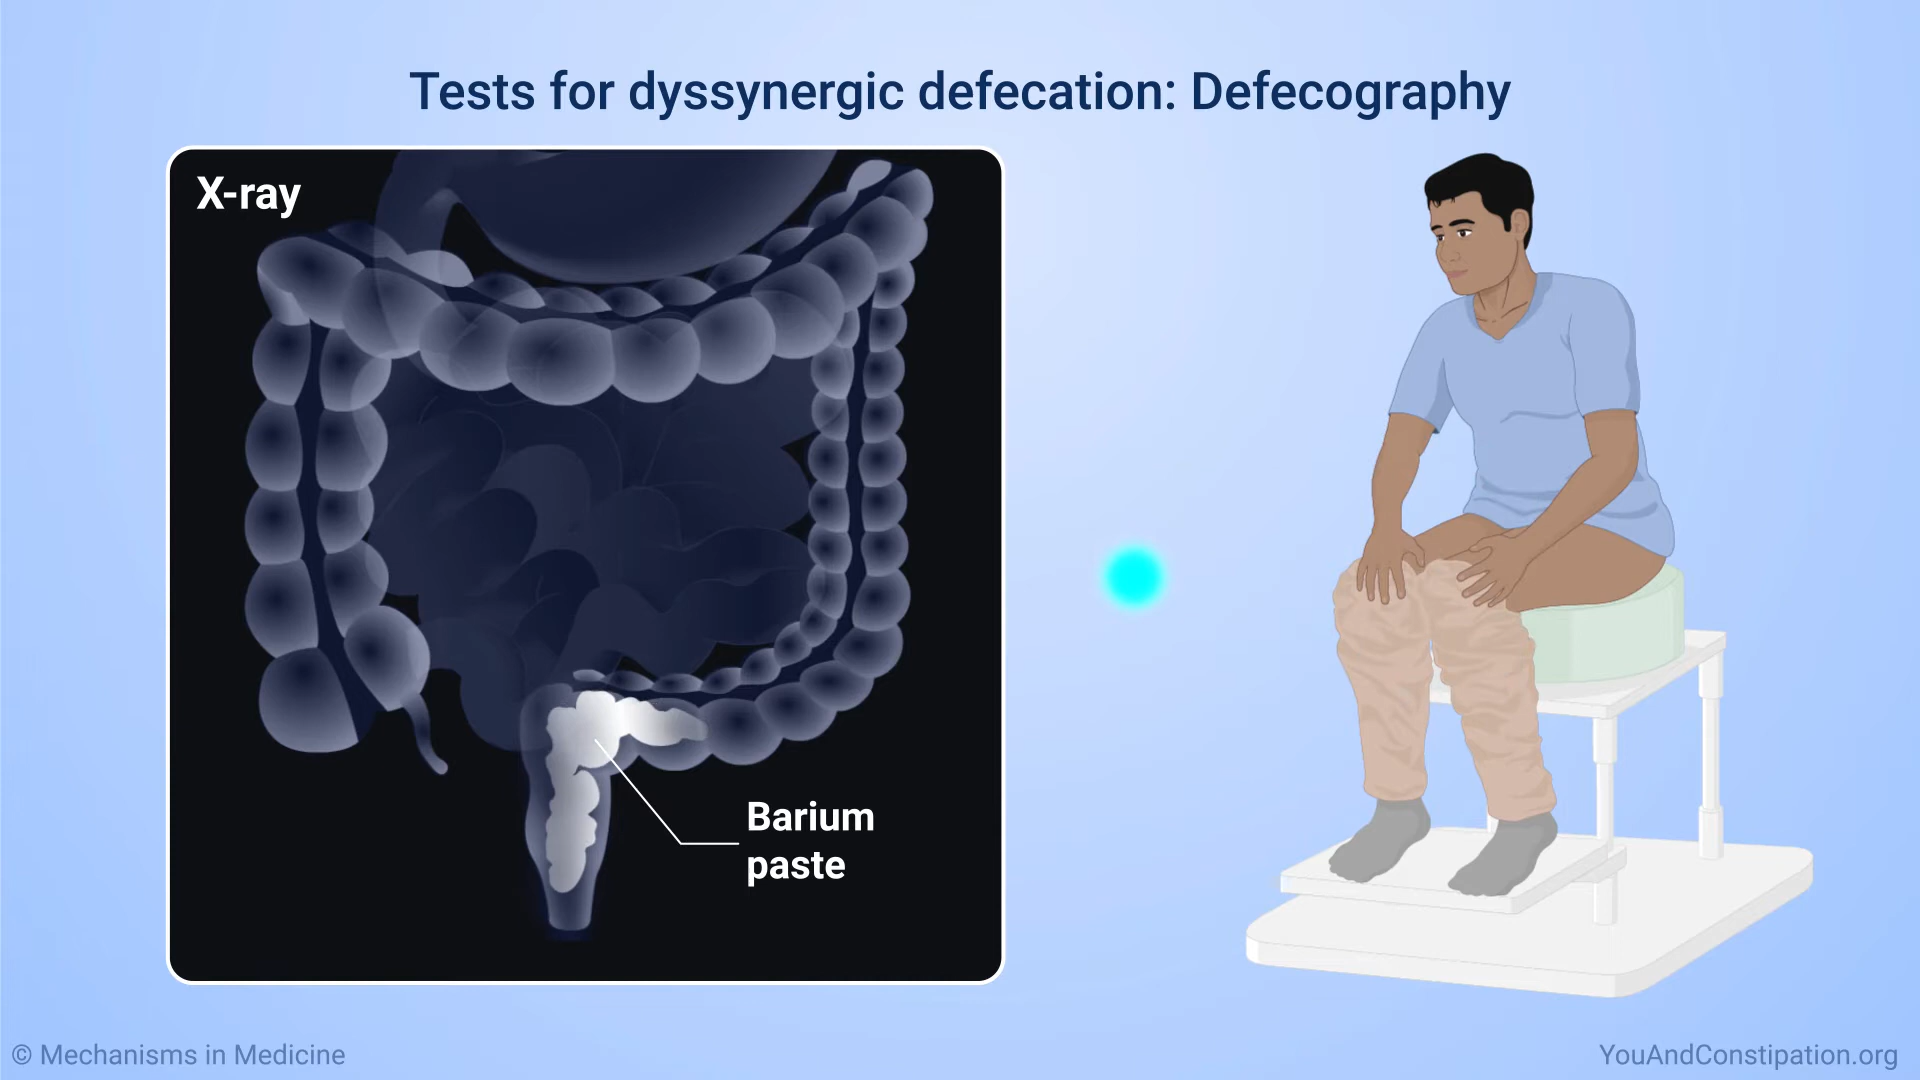 Tests for dyssynergic defecation: Defecography
X-ray
Barium
paste
© Mechanisms in Medicine
YouAndConstipation.org